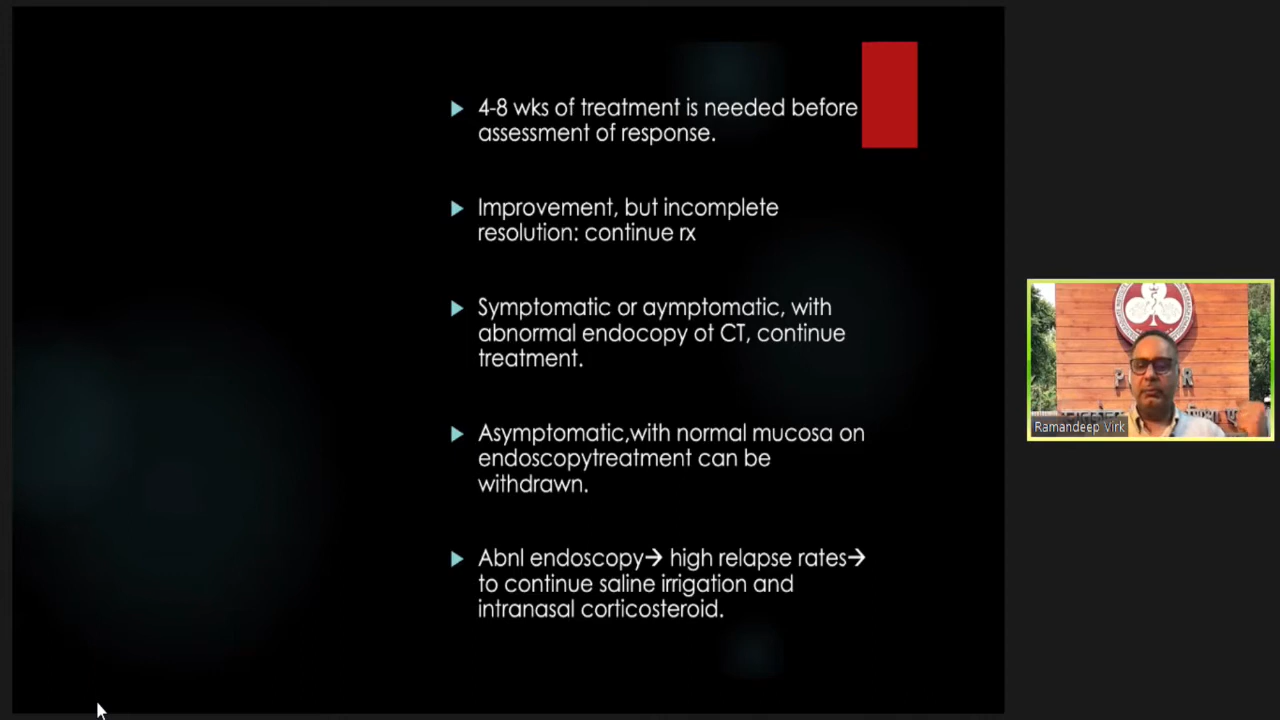 4-8 wks of treatment is needed before
assessment of response.
Improvement, but incomplete
resolution: continue rx
Symptomatic or aymptomatic, with
abnormal endocopy ot CT, continue
treatment.
Asymptomatic,with normal mucosa on
endoscopytreatment can be
withdrawn.
Abnl endoscopy→ high relapse rates→
to continue saline irrigation and
intranasal corticosteroid.
Ramandeep Virk